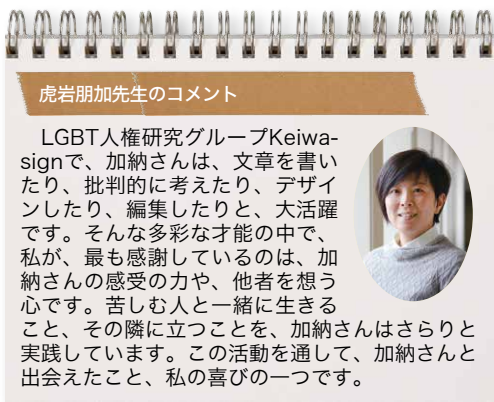 虎岩朋加先生のコメント
　LGBT人権研究グループKeiwa-
signで、加納さんは、文章を書い
たり、批判的に考えたり、デザイ
ンしたり、編集したりと、大活躍
です。そんな多彩な才能の中で、
私が、最も感謝しているのは、加
納さんの感受の力や、他者を想う
心です。苦しむ人と一緒に生きる
こと、その隣に立つことを、加納さんはさらりと
実践しています。この活動を通して、加納さんと
出会えたこと、私の喜びの一つです。